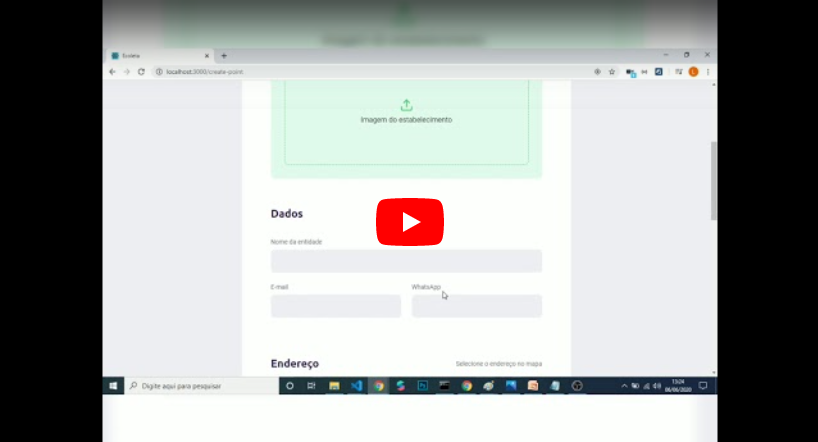 Ecoleta
localhost:3000/create-point
Imagem do estabelecimento
Dados
Nome da entidade
E-mail
WhatsApp
Endereço
Selecione o endereço no mapa
Digite aqui para pesquisar
13:24
06/06/2020